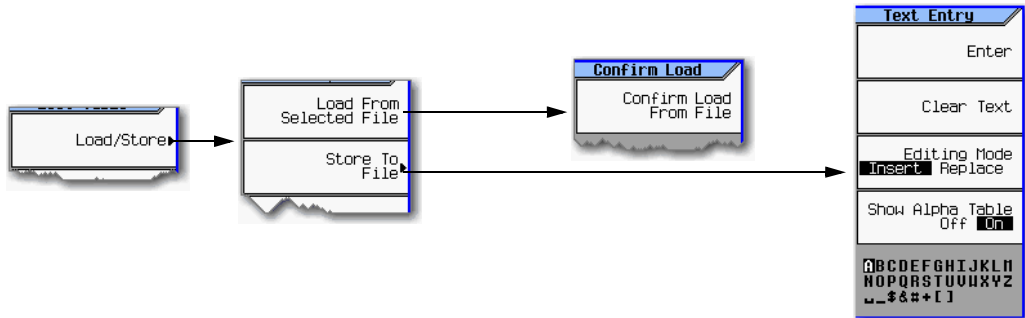 Load/Store
Load From
Selected File
Store To
File
Confirm Load
Confirm Load
From File
Text Entry
Enter
Clear Text
Editing Mode
Insert Replace
Show Alpha Table
Off On
ABCDEFGHIJKLM
NOPQRSTUVWXYZ
␣_$&#+[]